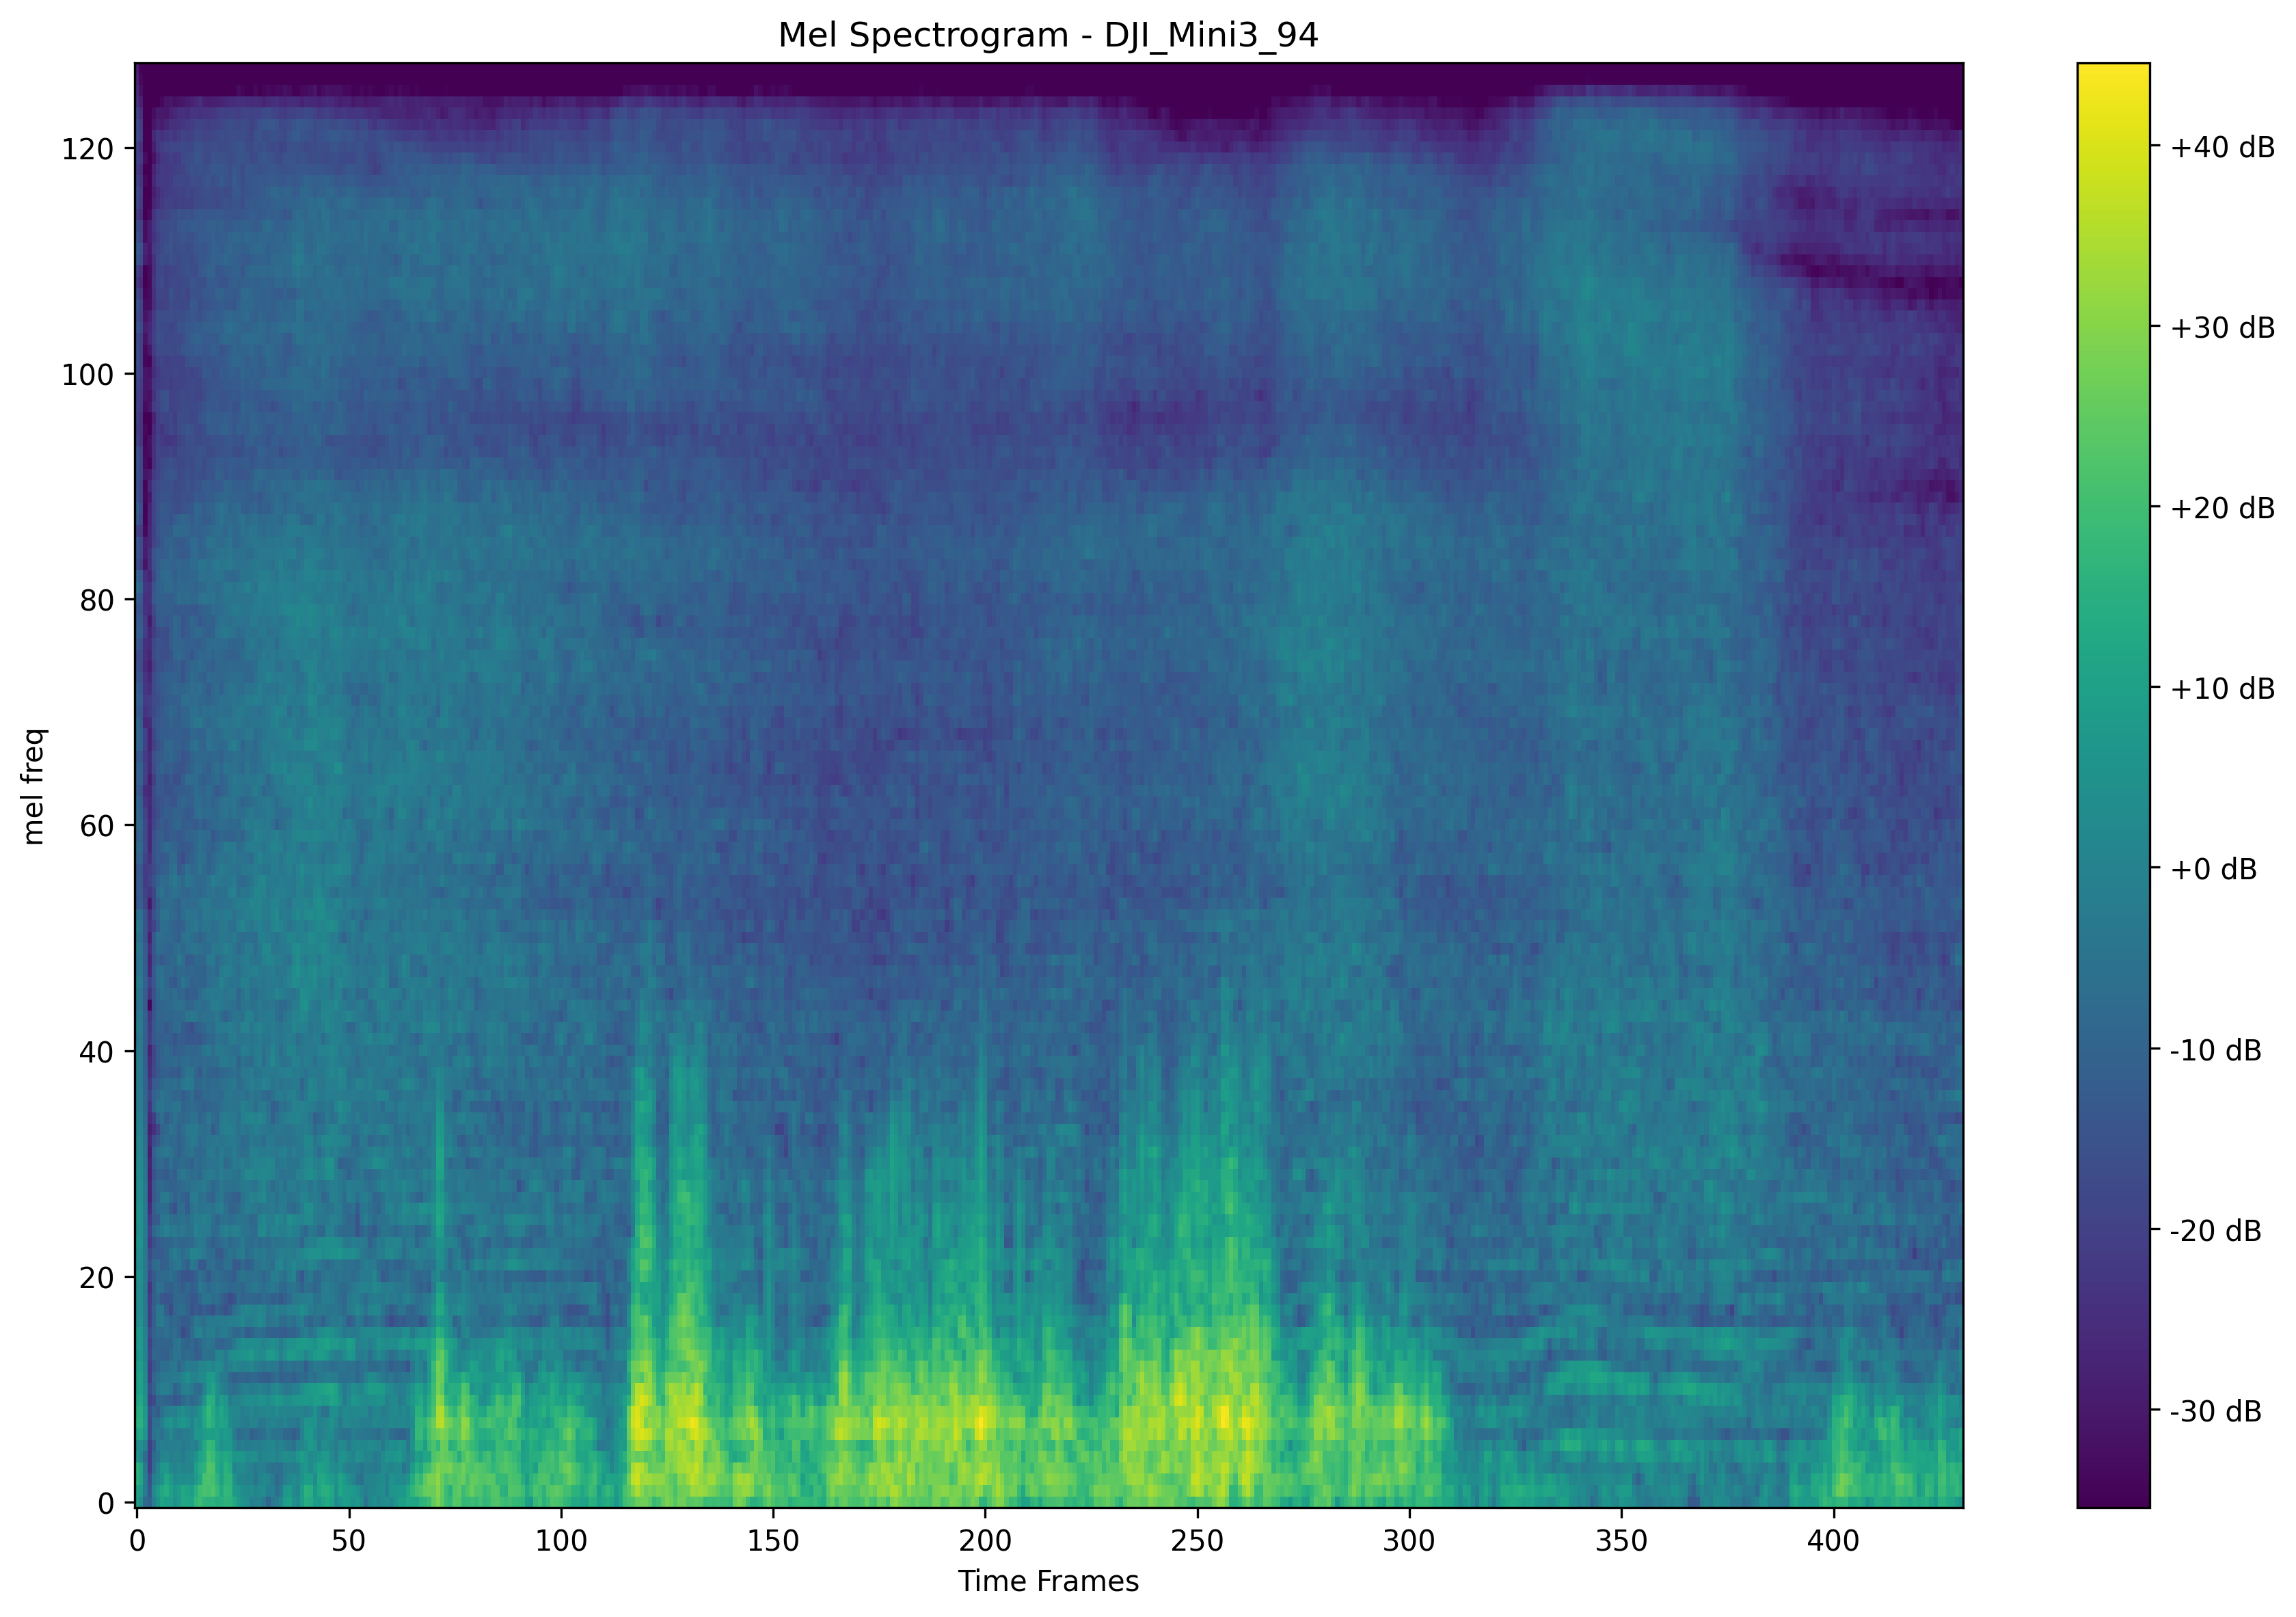 Mel Spectrogram - DJI_Mini3_94
mel freq
120
100
80
60
40
20
0
0 50 100 150 200 250 300 350 400
Time Frames
+40 dB
+30 dB
+20 dB
+10 dB
+0 dB
-10 dB
-20 dB
-30 dB